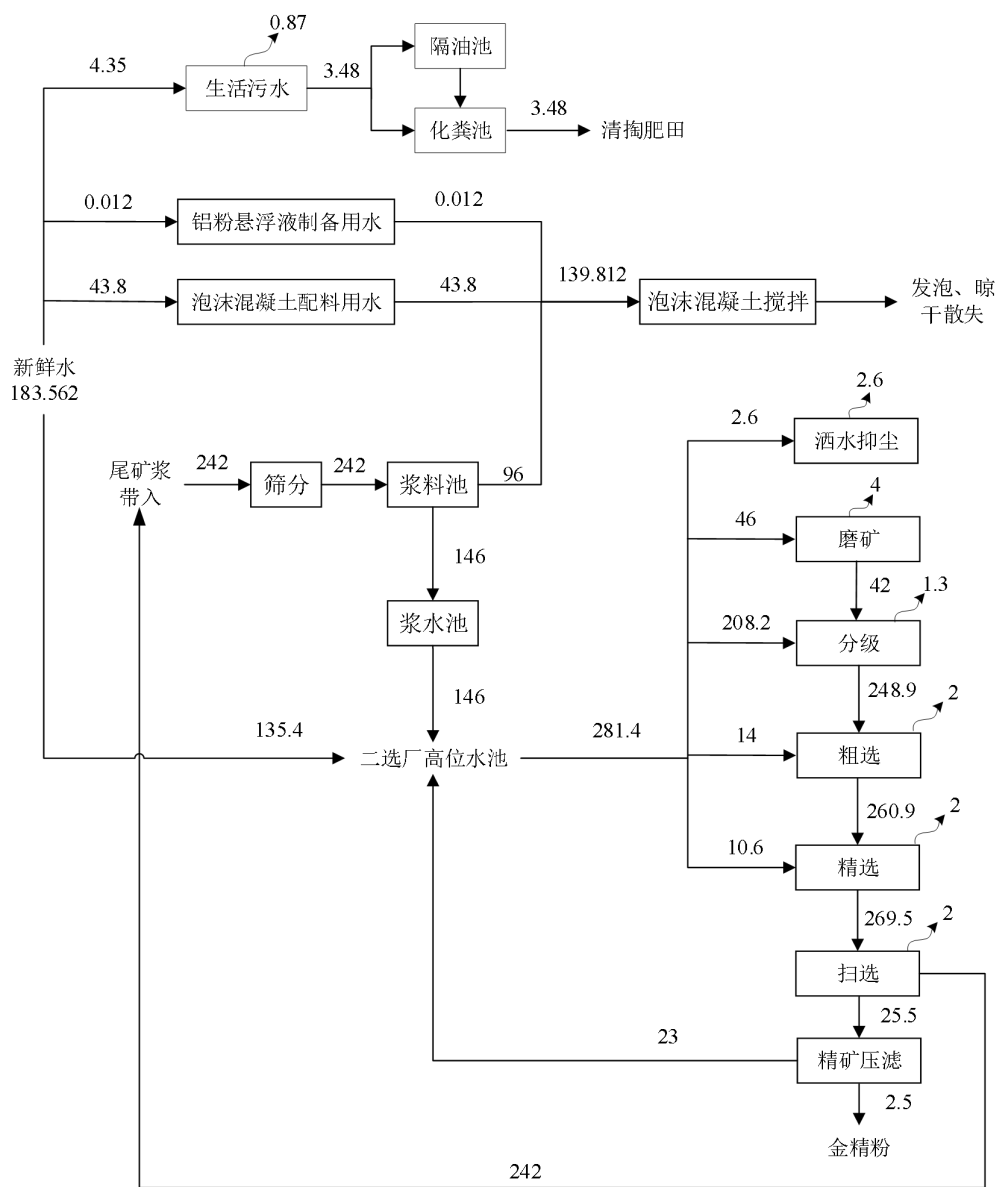 0.87
4.35
生活污水
3.48
隔油池
化粪池
3.48
清掏肥田
0.012
铝粉悬浮液制备用水
0.012
43.8
泡沫混凝土配料用水
43.8
139.812
泡沫混凝土搅拌
发泡、晾
干散失
新鲜水
183.562
尾矿浆
带入
242
筛分
242
浆料池
96
146
浆水池
146
135.4
二选厂高位水池
281.4
2.6
洒水抑尘
2.6
46
磨矿
4
42
208.2
分级
1.3
248.9
14
粗选
2
260.9
10.6
精选
2
269.5
扫选
2
25.5
23
精矿压滤
2.5
金精粉
242